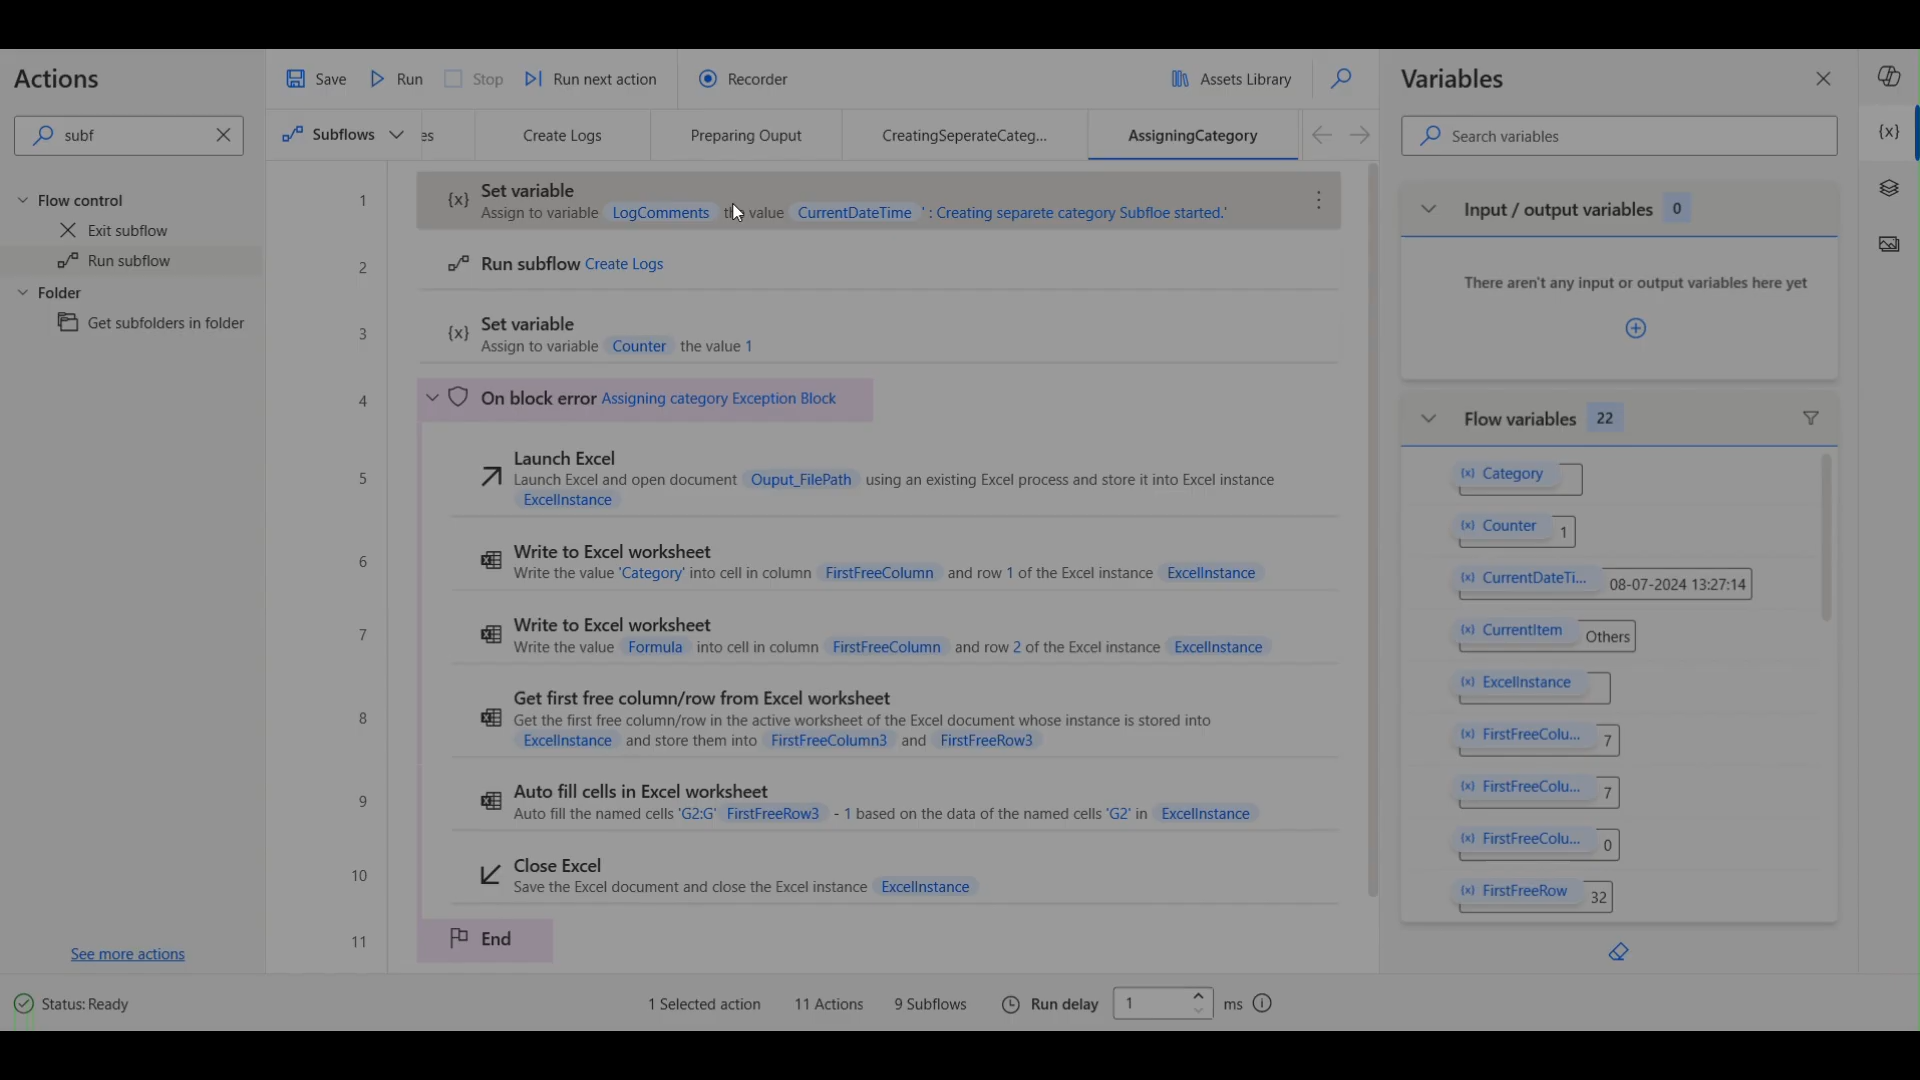 Actions
Save
Run
Stop
Run next action
Recorder
Assets Library
Variables
subf
Subflows
es
Create Logs
Preparing Ouput
CreatingSeperateCateg...
AssigningCategory
Search variables
Flow control
Exit subflow
Run subflow
Folder
Get subfolders in folder
See more actions
1
{x} Set variable
Assign to variable LogComments the value CurrentDateTime ' : Creating separete category Subfloe started.'
2
Run subflow Create Logs
3
{x} Set variable
Assign to variable Counter the value 1
4
On block error Assigning category Exception Block
5
Launch Excel
Launch Excel and open document Ouput_FilePath using an existing Excel process and store it into Excel instance
ExcelInstance
6
Write to Excel worksheet
Write the value 'Category' into cell in column FirstFreeColumn and row 1 of the Excel instance ExcelInstance
7
Write to Excel worksheet
Write the value Formula into cell in column FirstFreeColumn and row 2 of the Excel instance ExcelInstance
8
Get first free column/row from Excel worksheet
Get the first free column/row in the active worksheet of the Excel document whose instance is stored into
ExcelInstance and store them into FirstFreeColumn3 and FirstFreeRow3
9
Auto fill cells in Excel worksheet
Auto fill the named cells 'G2:G' FirstFreeRow3 - 1 based on the data of the named cells 'G2' in ExcelInstance
10
Close Excel
Save the Excel document and close the Excel instance ExcelInstance
11
End
Input / output variables 0
There aren't any input or output variables here yet
Flow variables 22
{x} Category
{x} Counter 1
{x} CurrentDateTi... 08-07-2024 13:27:14
{x} CurrentItem Others
{x} ExcelInstance
{x} FirstFreeColu... 7
{x} FirstFreeColu... 7
{x} FirstFreeColu... 0
{x} FirstFreeRow 32
{x}
Status: Ready
1 Selected action
11 Actions
9 Subflows
Run delay
1
ms